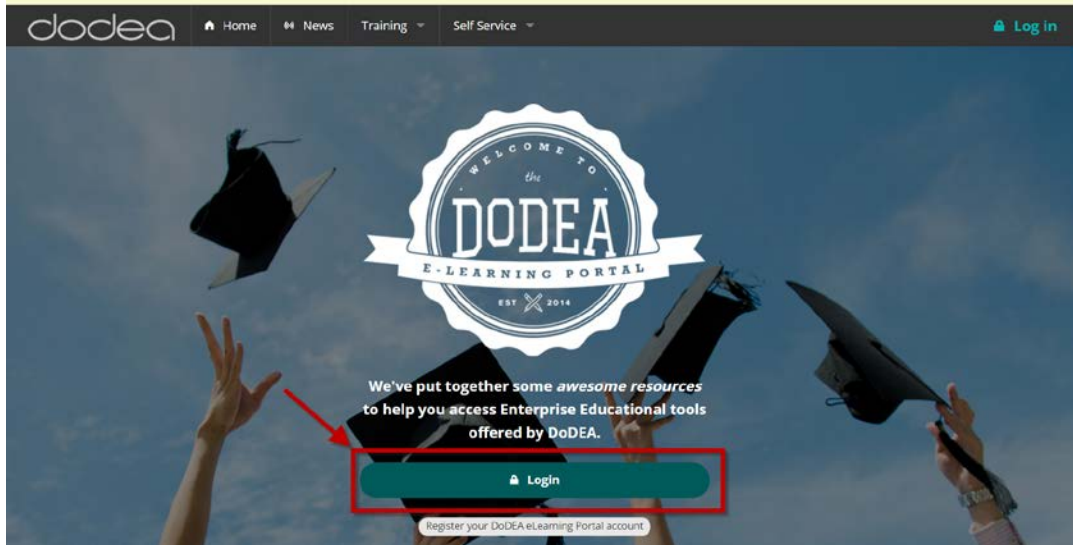 dodea Home News Training Self Service Log in
WELCOME TO
the
DODEA
E-LEARNING PORTAL
EST 2014
We've put together some awesome resources
to help you access Enterprise Educational tools
offered by DoDEA.
Login
Register your DoDEA eLearning Portal account